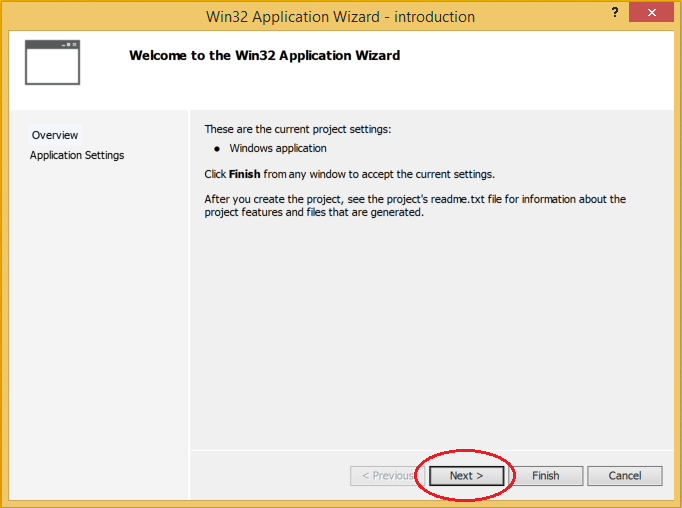 Win32 Application Wizard - introduction
?
Welcome to the Win32 Application Wizard
Overview
Application Settings
These are the current project settings:
● Windows application
Click Finish from any window to accept the current settings.
After you create the project, see the project's readme.txt file for information about the
project features and files that are generated.
< Previous
Next >
Finish
Cancel